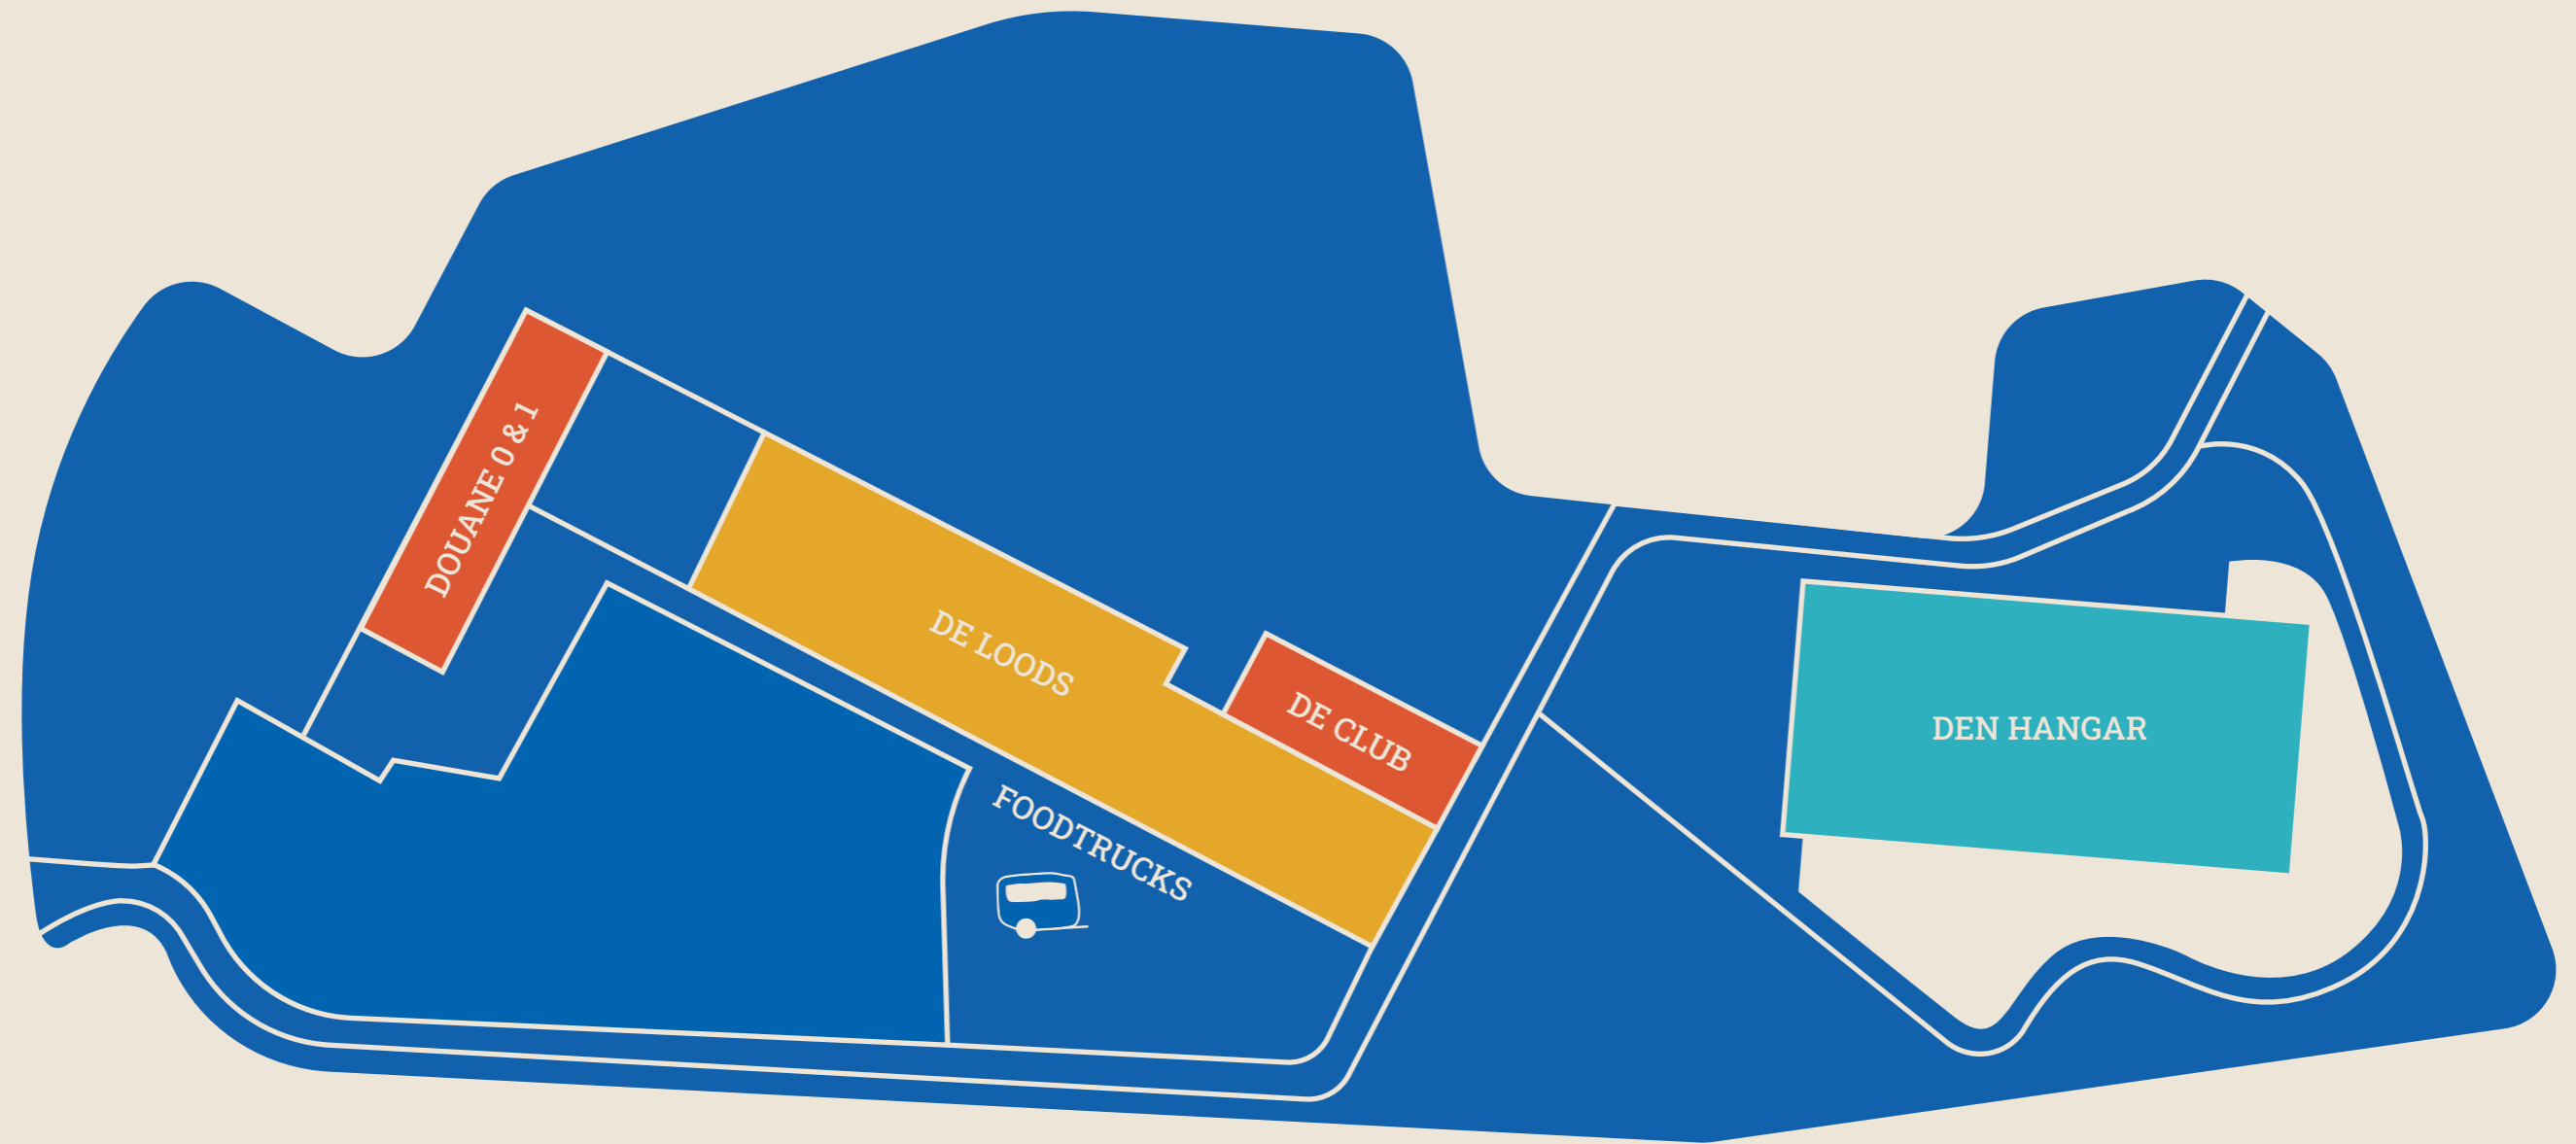 DOUANE 0 & 1
DE LOODS
DE CLUB
FOODTRUCKS
DEN HANGAR